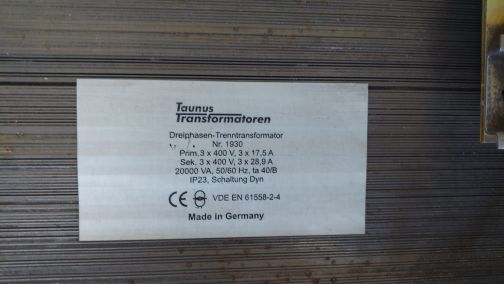 Taunus
Transformatoren
Dreiphasen-Trenntransformator
Nr. 1930
Prim. 3 x 400 V, 3 x 17,5 A
Sek. 3 x 400 V, 3 x 28,9 A
20000 VA, 50/60 Hz, ta 40/B
IP23, Schaltung Dyn
CE VDE EN 61558-2-4
Made in Germany